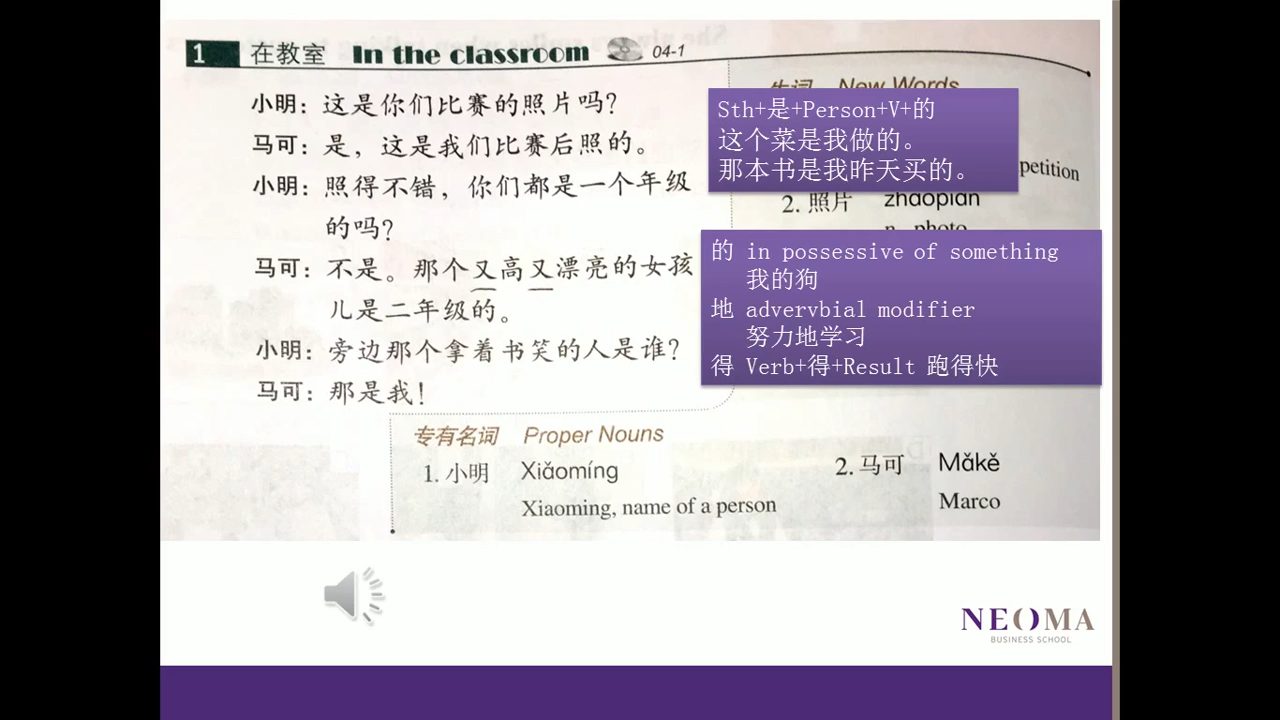 1 在教室 In the classroom 04-1
小明：这是你们比赛的照片吗？
马可：是，这是我们比赛后照的。
小明：照得不错，你们都是一个年级
的吗？
马可：不是。那个又高又漂亮的女孩
儿是二年级的。
小明：旁边那个拿着书笑的人是谁？
马可：那是我！
生词 New Words
Sth+是+Person+V+的
这个菜是我做的。
那本书是我昨天买的。
petition
2. 照片 zhàopiàn
n. photo
的 in possessive of something
我的狗
地 advervbial modifier
努力地学习
得 Verb+得+Result 跑得快
专有名词 Proper Nouns
1. 小明 Xiǎomíng
Xiaoming, name of a person
2. 马可 Mǎkě
Marco
NEOMA
BUSINESS SCHOOL